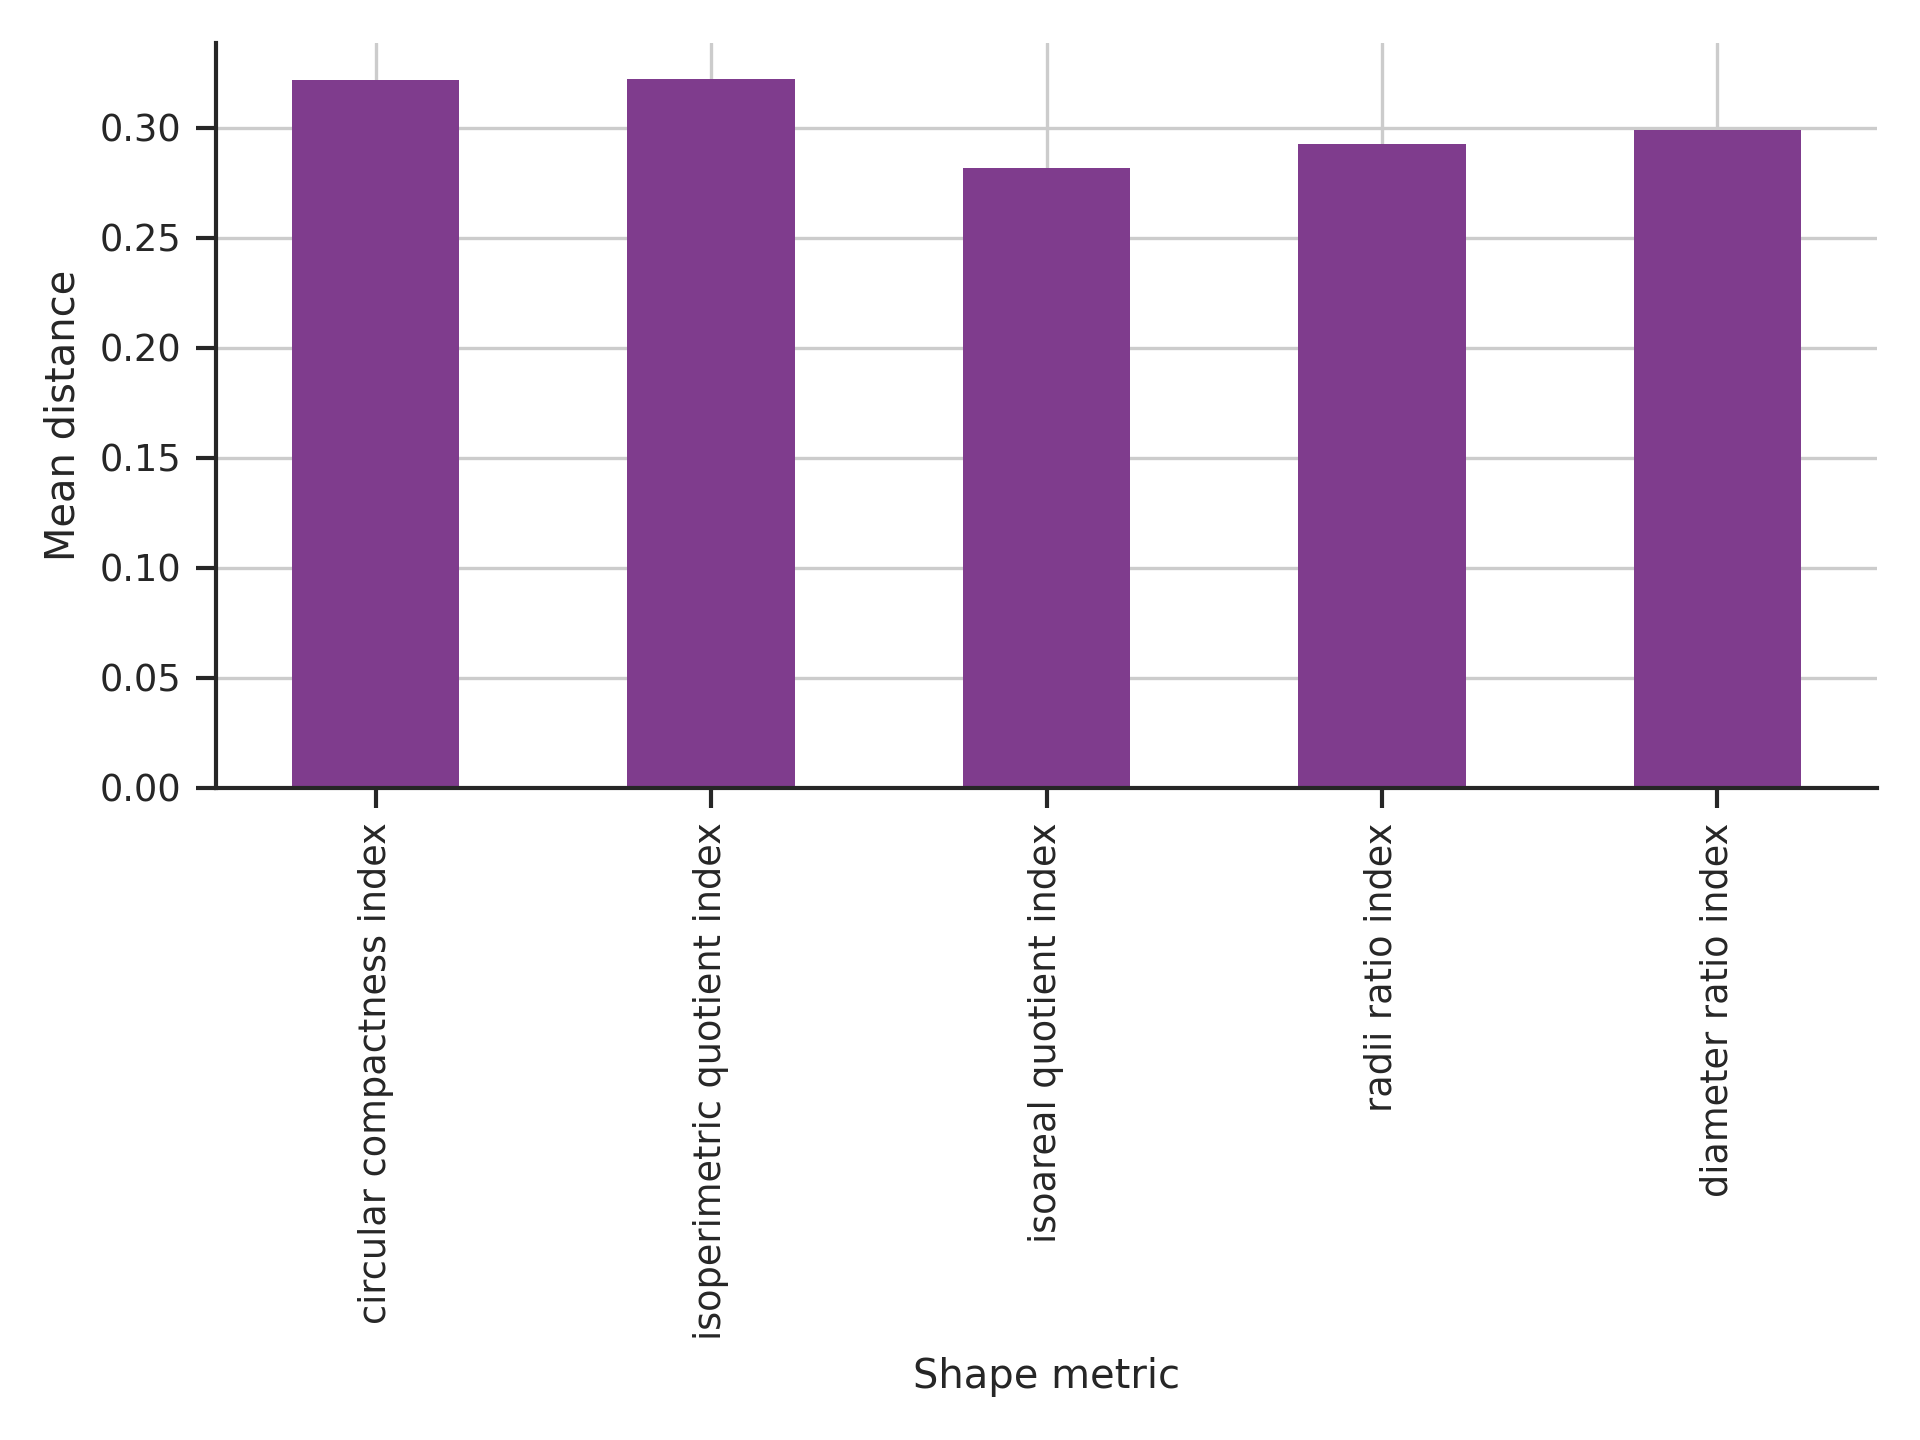 0.30
0.25
0.20
0.15
0.10
0.05
0.00
Mean distance
circular compactness index
isoperimetric quotient index
isoareal quotient index
radii ratio index
diameter ratio index
Shape metric